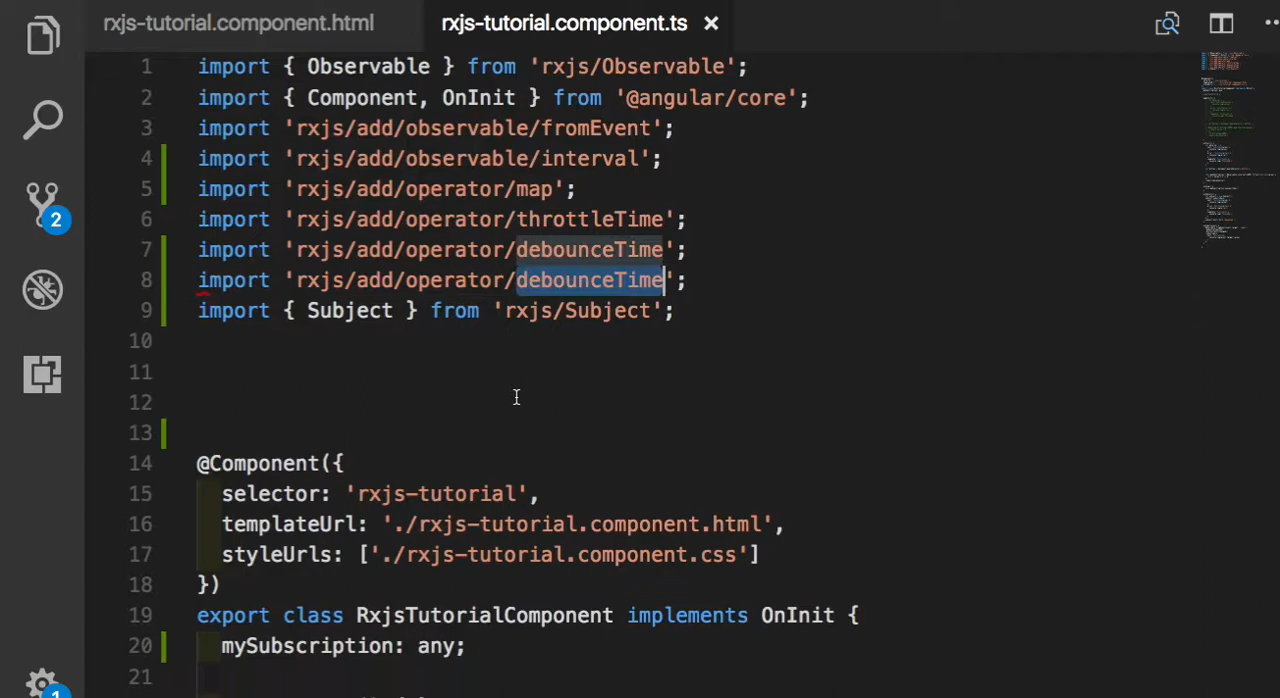 rxjs-tutorial.component.html rxjs-tutorial.component.ts ×
1 import { Observable } from 'rxjs/Observable';
2 import { Component, OnInit } from '@angular/core';
3 import 'rxjs/add/observable/fromEvent';
4 import 'rxjs/add/observable/interval';
5 import 'rxjs/add/operator/map';
6 import 'rxjs/add/operator/throttleTime';
7 import 'rxjs/add/operator/debounceTime';
8 import 'rxjs/add/operator/debounceTime';
9 import { Subject } from 'rxjs/Subject';
10
11
12
13
14 @Component({
15 selector: 'rxjs-tutorial',
16 templateUrl: './rxjs-tutorial.component.html',
17 styleUrls: ['./rxjs-tutorial.component.css']
18 })
19 export class RxjsTutorialComponent implements OnInit {
20 mySubscription: any;
21
2
1